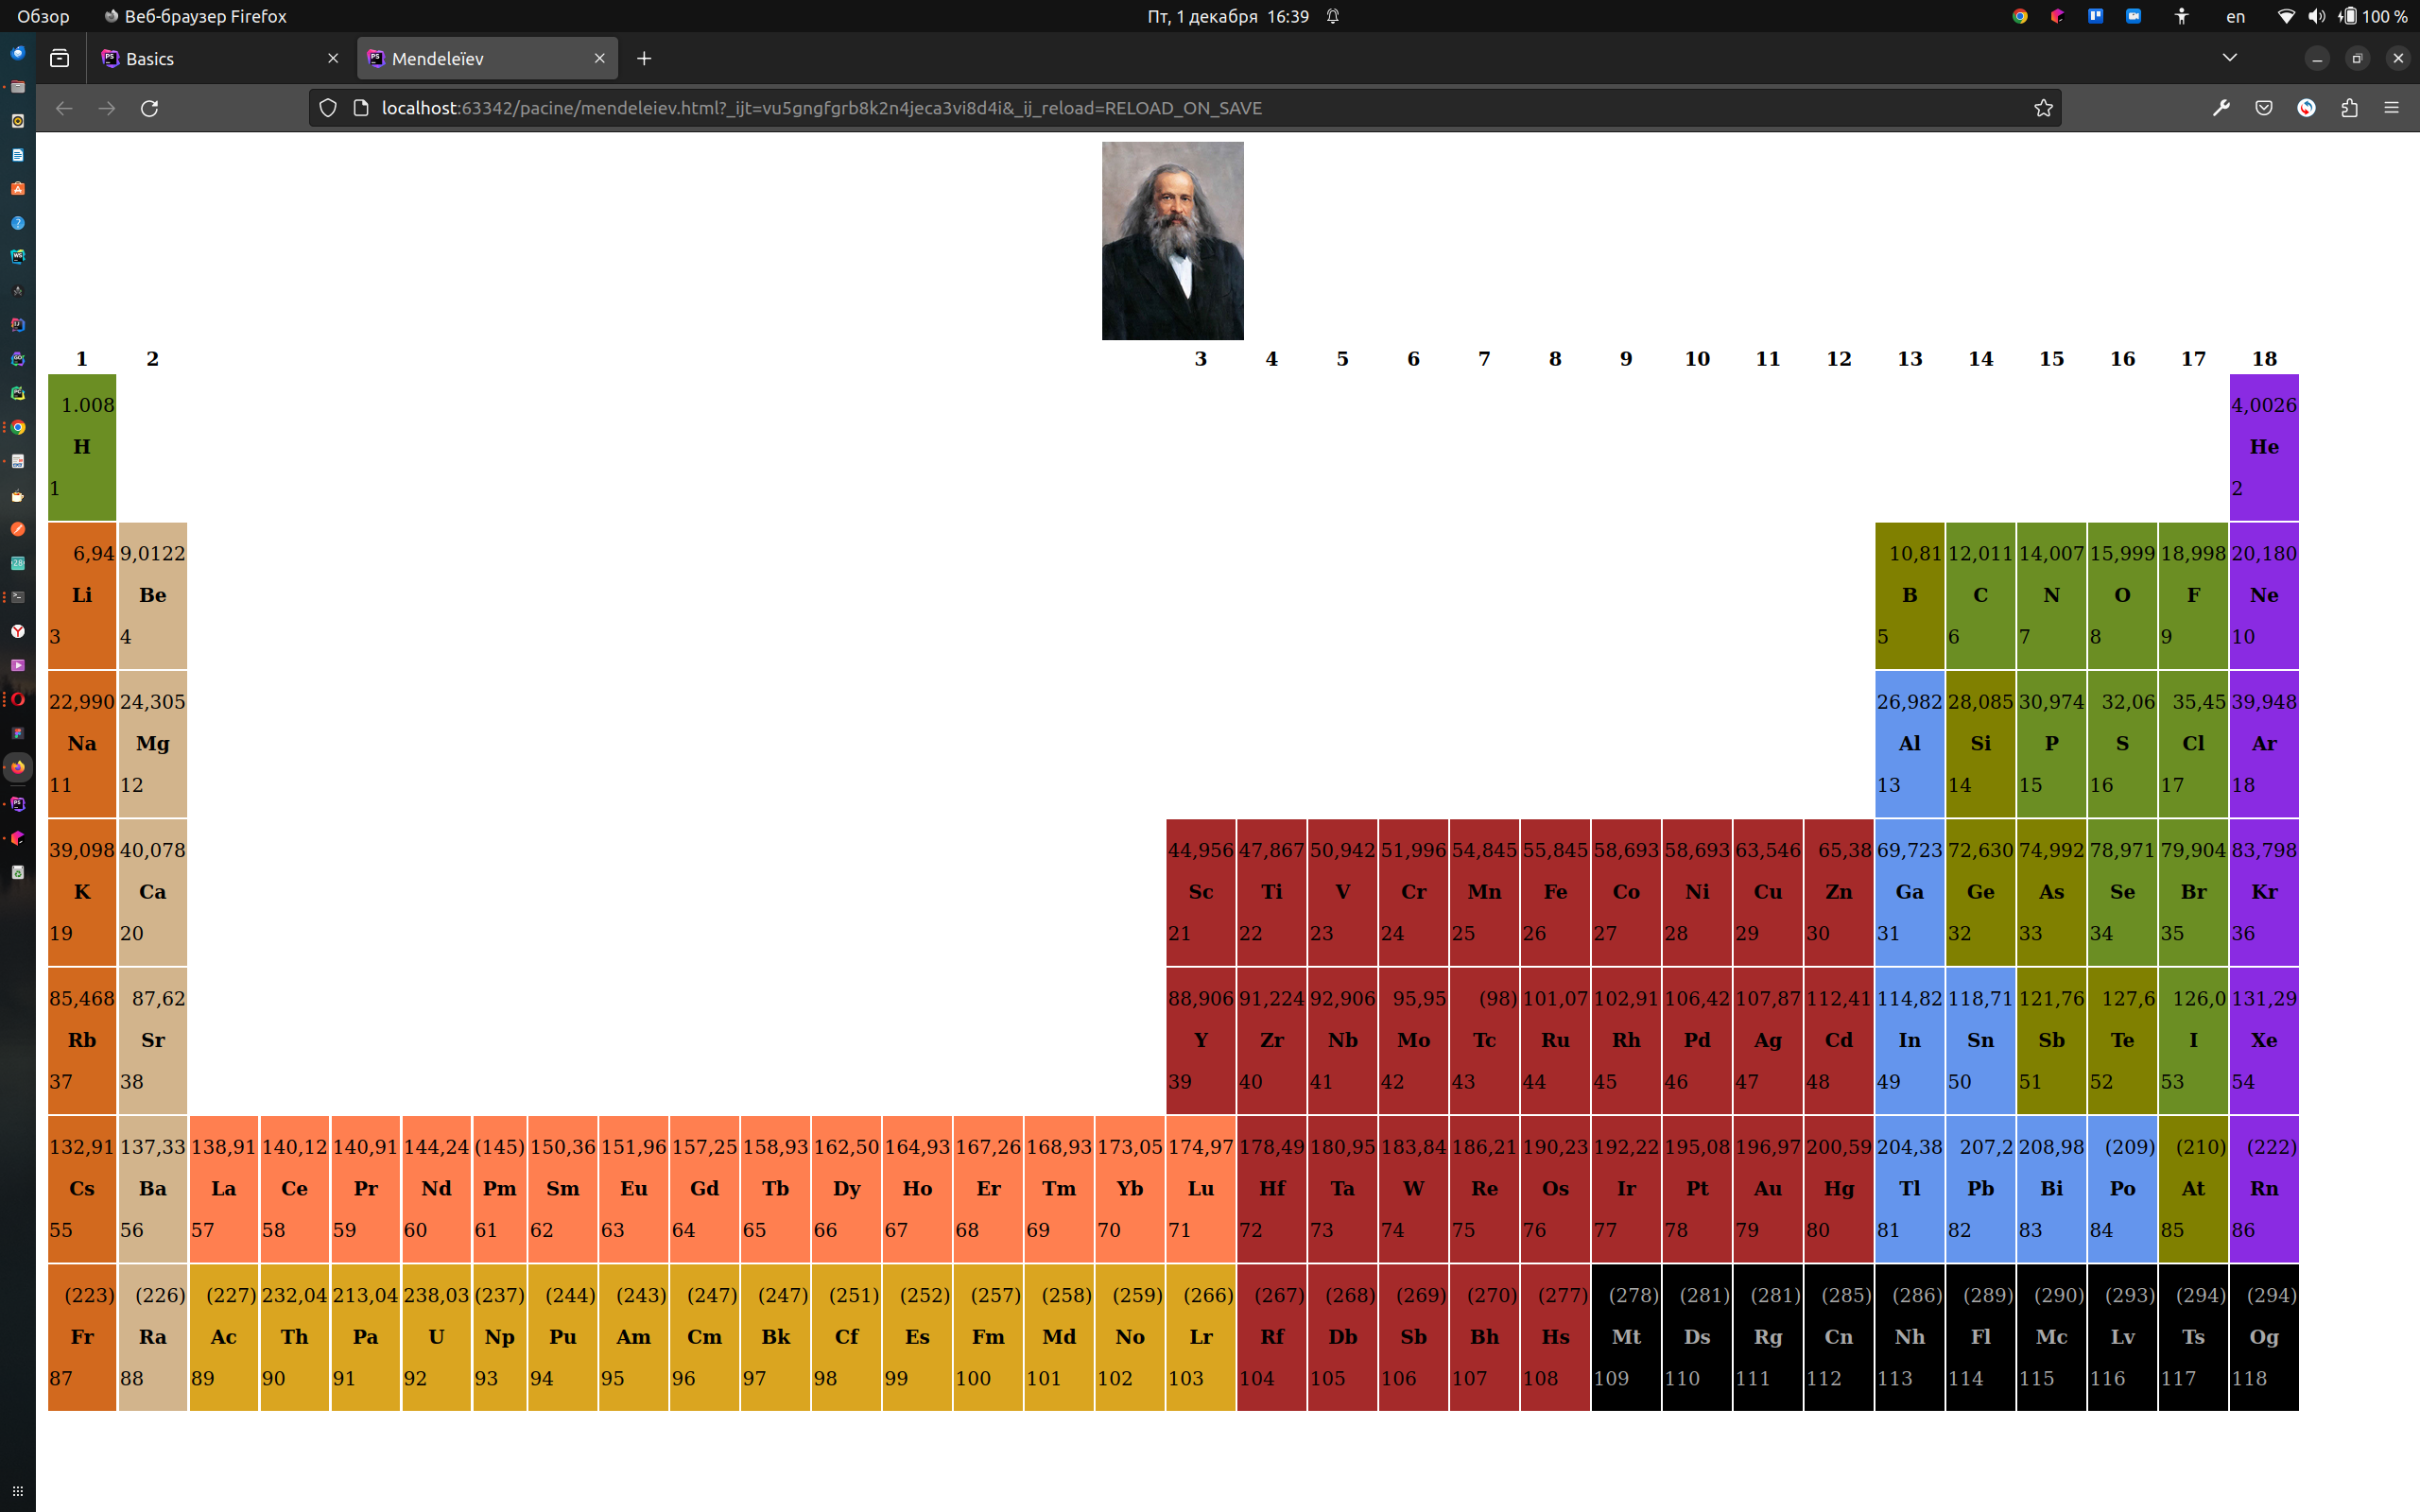 Обзор Веб-браузер Firefox Пт, 1 декабря 16:39 en 100 %
Basics Mendeleïev
localhost:63342/pacine/mendeleiev.html?_ijt=vu5gngfgrb8k2n4jeca3vi8d4i&_ij_reload=RELOAD_ON_SAVE
1 2 3 4 5 6 7 8 9 10 11 12 13 14 15 16 17 18
1.008 4,0026
H He
1 2
6,94 9,0122 10,81 12,011 14,007 15,999 18,998 20,180
Li Be B C N O F Ne
3 4 5 6 7 8 9 10
22,990 24,305 26,982 28,085 30,974 32,06 35,45 39,948
Na Mg Al Si P S Cl Ar
11 12 13 14 15 16 17 18
39,098 40,078 44,956 47,867 50,942 51,996 54,845 55,845 58,693 58,693 63,546 65,38 69,723 72,630 74,992 78,971 79,904 83,798
K Ca Sc Ti V Cr Mn Fe Co Ni Cu Zn Ga Ge As Se Br Kr
19 20 21 22 23 24 25 26 27 28 29 30 31 32 33 34 35 36
85,468 87,62 88,906 91,224 92,906 95,95 (98) 101,07 102,91 106,42 107,87 112,41 114,82 118,71 121,76 127,6 126,0 131,29
Rb Sr Y Zr Nb Mo Tc Ru Rh Pd Ag Cd In Sn Sb Te I Xe
37 38 39 40 41 42 43 44 45 46 47 48 49 50 51 52 53 54
132,91 137,33 138,91 140,12 140,91 144,24 (145) 150,36 151,96 157,25 158,93 162,50 164,93 167,26 168,93 173,05 174,97 178,49 180,95 183,84 186,21 190,23 192,22 195,08 196,97 200,59 204,38 207,2 208,98 (209) (210) (222)
Cs Ba La Ce Pr Nd Pm Sm Eu Gd Tb Dy Ho Er Tm Yb Lu Hf Ta W Re Os Ir Pt Au Hg Tl Pb Bi Po At Rn
55 56 57 58 59 60 61 62 63 64 65 66 67 68 69 70 71 72 73 74 75 76 77 78 79 80 81 82 83 84 85 86
(223) (226) (227) 232,04 213,04 238,03 (237) (244) (243) (247) (247) (251) (252) (257) (258) (259) (266) (267) (268) (269) (270) (277) (278) (281) (281) (285) (286) (289) (290) (293) (294) (294)
Fr Ra Ac Th Pa U Np Pu Am Cm Bk Cf Es Fm Md No Lr Rf Db Sb Bh Hs Mt Ds Rg Cn Nh Fl Mc Lv Ts Og
87 88 89 90 91 92 93 94 95 96 97 98 99 100 101 102 103 104 105 106 107 108 109 110 111 112 113 114 115 116 117 118